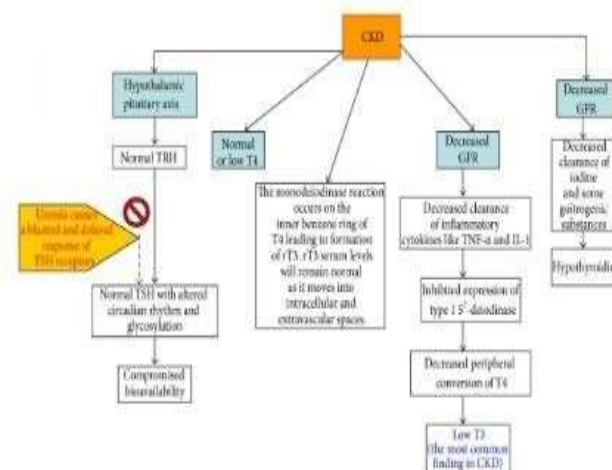 CKD
Hypothalamic
pituitary axis
Normal TRH
Uremia causes
a blunted and delayed
response of
TSH receptors
Normal TSH with altered
circadian rhythm and
glycosylation
Compromised
bioavailability
Normal
or low T4
The monodeiodinase reaction
occurs on the
inner benzene ring of
T4 leading to formation
of rT3. rT3 serum levels
will remain normal
as it moves into
intracellular and
extravascular spaces
Decreased
GFR
Decreased clearance
of inflammatory
cytokines like TNF-α and IL-1
Inhibited expression of
type 1 5'-deiodinase
Decreased peripheral
conversion of T4
Low T3
(the most common
finding in CKD)
Decreased
GFR
Decreased
clearance of
iodine
and some
goitrogenic
substances